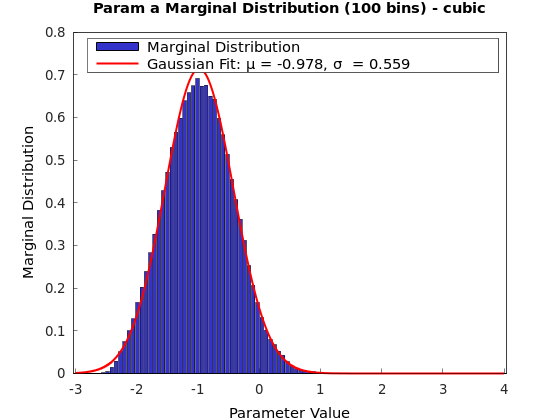 Param a Marginal Distribution (100 bins) - cubic
0.8
Marginal Distribution
Gaussian Fit: μ = -0.978, σ  = 0.559
0.7
0.6
0.5
0.4
0.3
0.2
0.1
0
Marginal Distribution
-3 -2 -1 0 1 2 3 4
Parameter Value